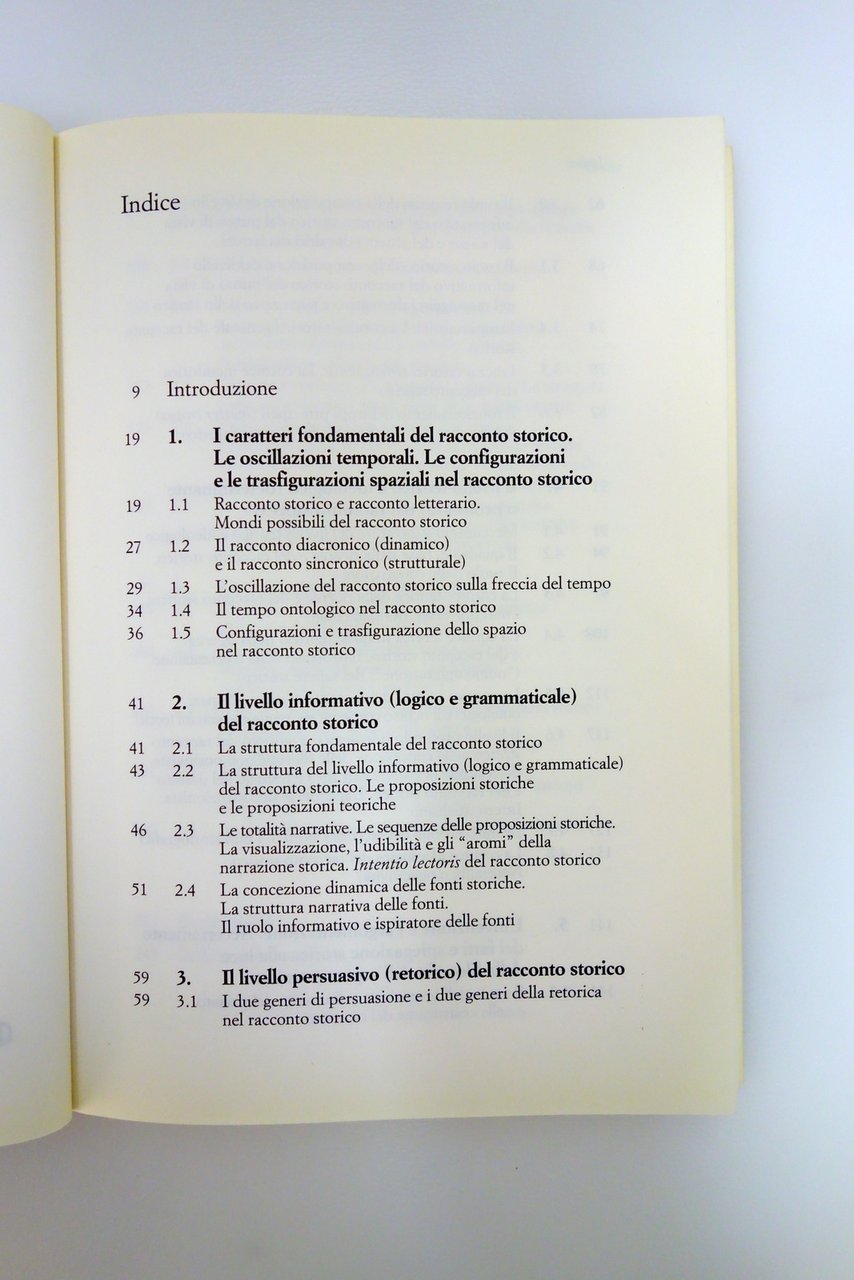 Indice
9 Introduzione
19 1. I caratteri fondamentali del racconto storico.
Le oscillazioni temporali. Le configurazioni
e le trasfigurazioni spaziali nel racconto storico
19 1.1 Racconto storico e racconto letterario.
Mondi possibili del racconto storico
27 1.2 Il racconto diacronico (dinamico)
e il racconto sincronico (strutturale)
29 1.3 L'oscillazione del racconto storico sulla freccia del tempo
34 1.4 Il tempo ontologico nel racconto storico
36 1.5 Configurazioni e trasfigurazione dello spazio
nel racconto storico
41 2. Il livello informativo (logico e grammaticale)
del racconto storico
41 2.1 La struttura fondamentale del racconto storico
43 2.2 La struttura del livello informativo (logico e grammaticale)
del racconto storico. Le proposizioni storiche
e le proposizioni teoriche
46 2.3 Le totalità narrative. Le sequenze delle proposizioni storiche.
La visualizzazione, l'udibilità e gli "aromi" della
narrazione storica. Intentio lectoris del racconto storico
51 2.4 La concezione dinamica delle fonti storiche.
La struttura narrativa delle fonti.
Il ruolo informativo e ispiratore delle fonti
59 3. Il livello persuasivo (retorico) del racconto storico
59 3.1 I due generi di persuasione e i due generi della retorica
nel racconto storico